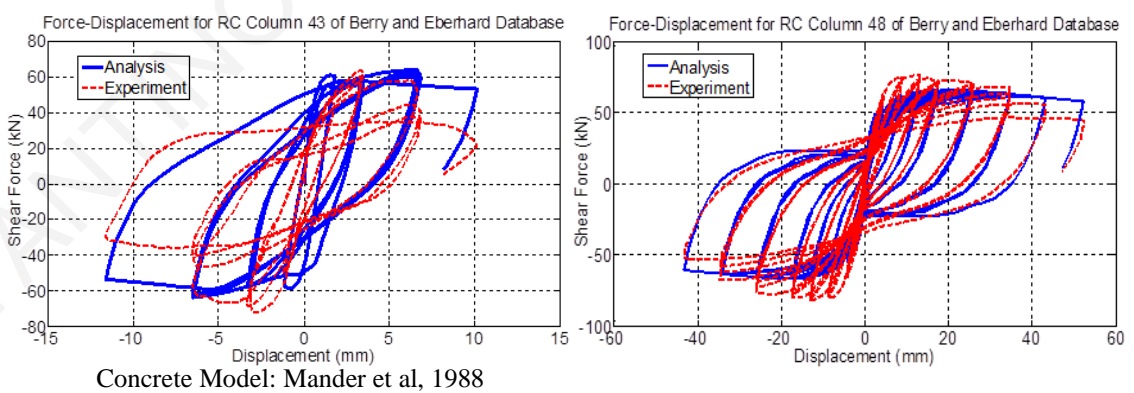 Force-Displacement for RC Column 43 of Berry and Eberhard Database
80
60
40
20
0
-20
-40
-60
-80
Shear Force (kN)
Analysis
Experiment
-15
-10
-5
0
5
10
15
Displacement (mm)
Force-Displacement for RC Column 48 of Berry and Eberhard Database
100
50
0
-50
-100
Shear Force (kN)
Analysis
Experiment
-60
-40
-20
0
20
40
60
Displacement (mm)
Concrete Model: Mander et al, 1988